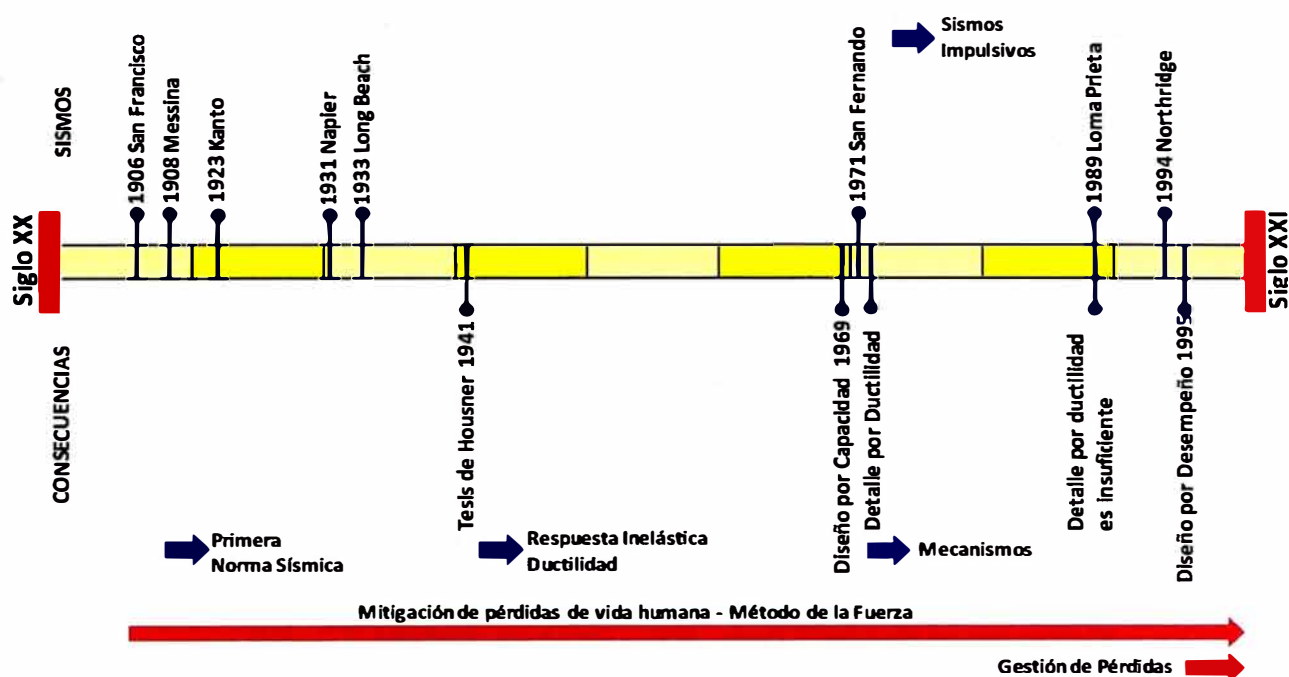 Sismos
Impulsivos
SISMOS
1906 San Francisco
1908 Messina
1923 Kanto
1931 Napier
1933 Long Beach
1971 San Fernando
1989 Loma Prieta
1994 Northridge
Siglo XX
Siglo XXI
CONSECUENCIAS
Tesis de Housner 1941
Diseño por Capacidad 1969
Detalle por Ductilidad
Detalle por ductilidad
es insuficiente
Diseño por Desempeño 1995
Primera
Norma Sísmica
Respuesta Inelástica
Ductilidad
Mecanismos
Mitigación de pérdidas de vida humana - Método de la Fuerza
Gestión de Pérdidas